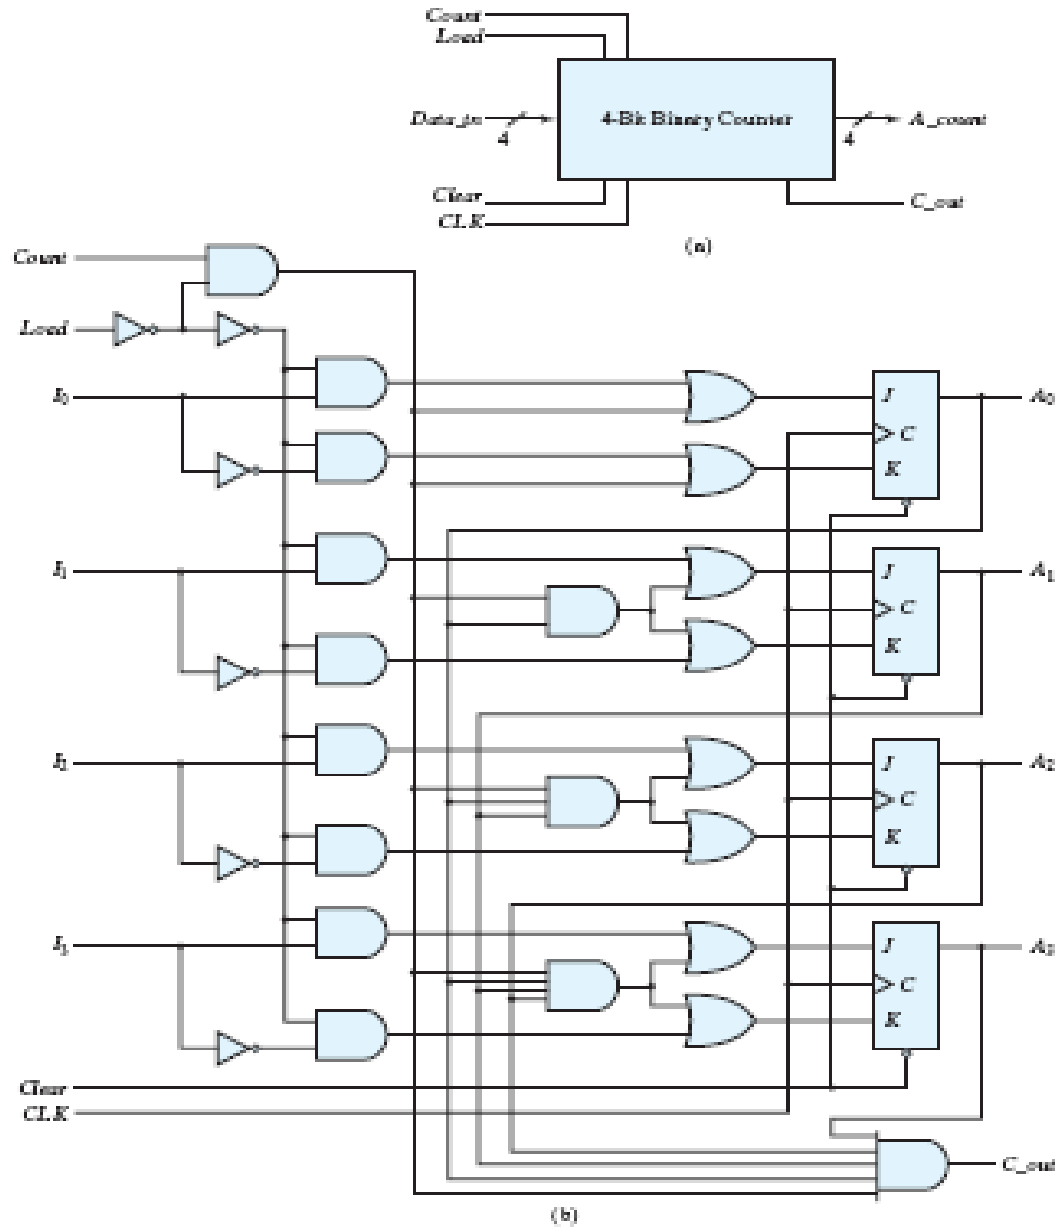 Count
Load
Data_in
4
4-Bit Binary Counter
4
A_count
Clear
CLK
C_out
(a)
Count
Load
I0
J
C
K
A0
I1
J
C
K
A1
I2
J
C
K
A2
I3
J
C
K
A3
Clear
CLK
C_out
(b)